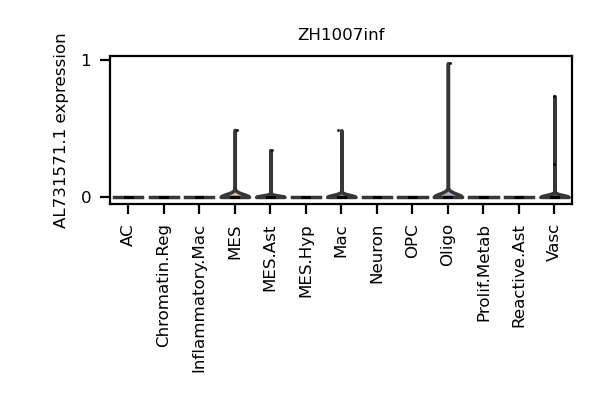 ZH1007inf
AL731571.1 expression
1
0
AC
Chromatin.Reg
Inflammatory.Mac
MES
MES.Ast
MES.Hyp
Mac
Neuron
OPC
Oligo
Prolif.Metab
Reactive.Ast
Vasc